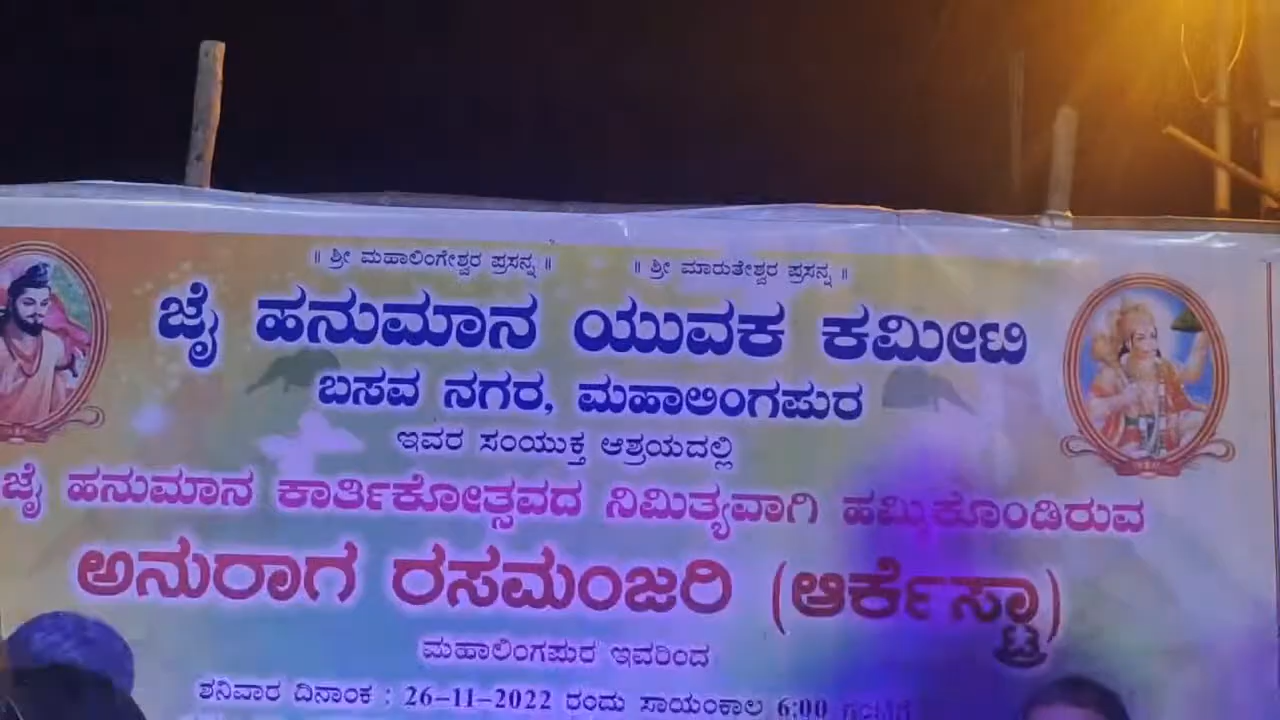 ॥ ಶ್ರೀ ಮಹಾಲಿಂಗೇಶ್ವರ ಪ್ರಸನ್ನ ॥ ॥ ಶ್ರೀ ಮಾರುತೇಶ್ವರ ಪ್ರಸನ್ನ ॥
ಜೈ ಹನುಮಾನ ಯುವಕ ಕಮೀಟಿ
ಬಸವ ನಗರ, ಮಹಾಲಿಂಗಪುರ
ಇವರ ಸಂಯುಕ್ತ ಆಶ್ರಯದಲ್ಲಿ
ಜೈ ಹನುಮಾನ ಕಾರ್ತಿಕೋತ್ಸವದ ನಿಮಿತ್ಯವಾಗಿ ಹಮ್ಮಿಕೊಂಡಿರುವ
ಅನುರಾಗ ರಸಮಂಜರಿ (ಆರ್ಕೆಸ್ಟ್ರಾ)
ಮಹಾಲಿಂಗಪುರ ಇವರಿಂದ
ಶನಿವಾರ ದಿನಾಂಕ : 26-11-2022 ರಂದು ಸಾಯಂಕಾಲ 6:00